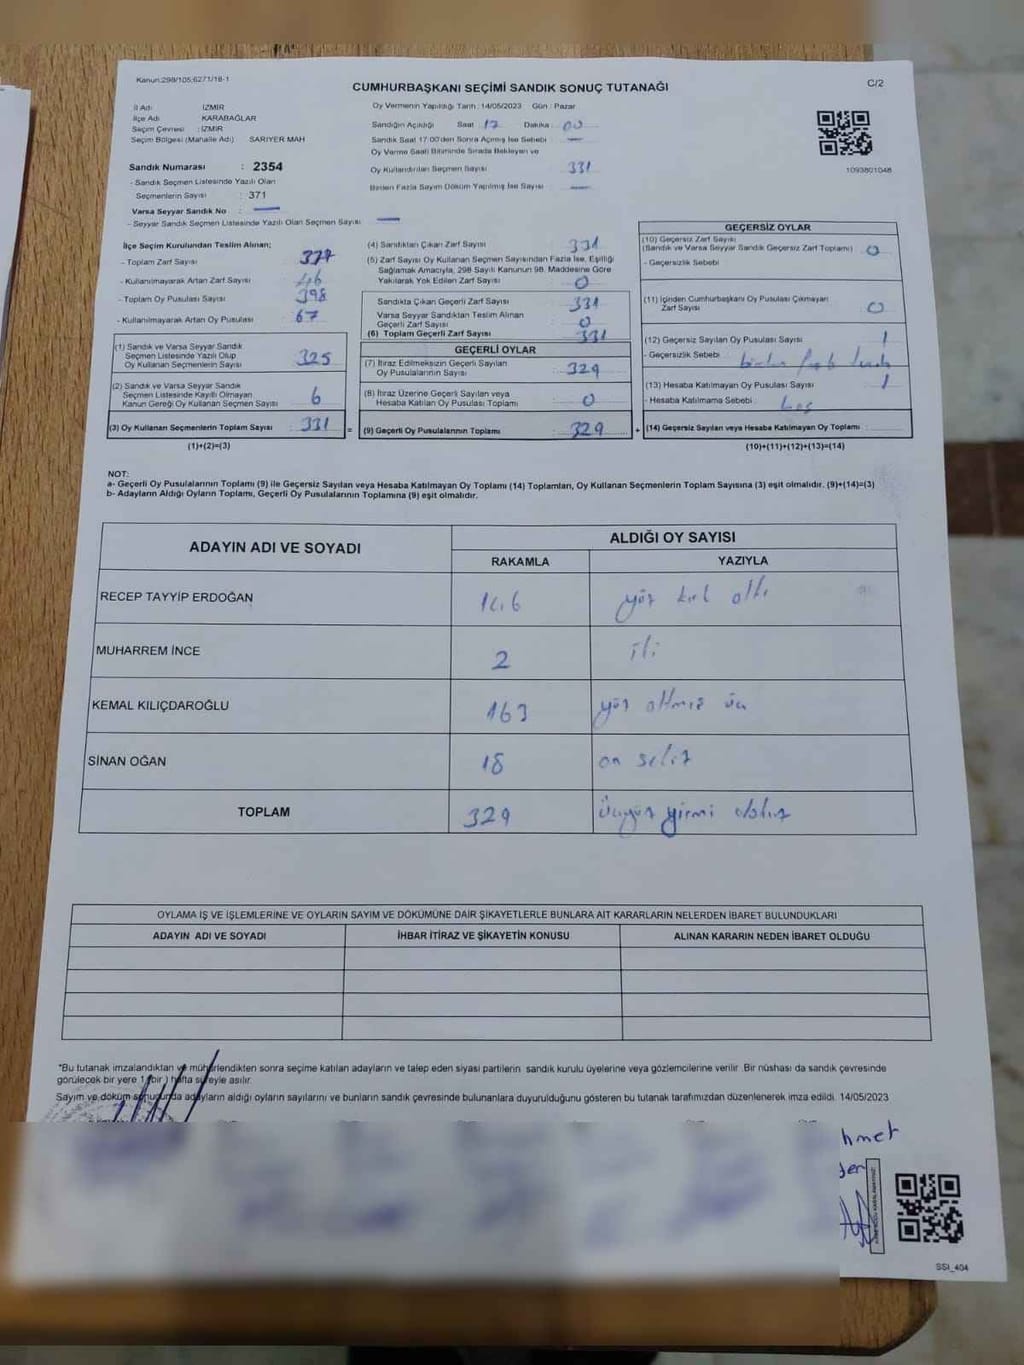 Kanun:298/105;6271/18-1
CUMHURBAŞKANI SEÇİMİ SANDIK SONUÇ TUTANAĞI
C/2
İl Adı : İZMİR
İlçe Adı : KARABAĞLAR
Seçim Çevresi : İZMİR
Seçim Bölgesi (Mahalle Adı) SARIYER MAH
Oy Vermenin Yapıldığı Tarih : 14/05/2023 Gün : Pazar
Sandığın Açıldığı Saat : 17 Dakika : 00
Sandık Saat 17:00'den Sonra Açılmış İse Sebebi : —
Oy Verme Saati Bitiminde Sırada Bekleyen ve
Oy Kullandırılan Seçmen Sayısı : 331
Birden Fazla Sayım Döküm Yapılmış İse Sayısı : —
1093801048
Sandık Numarası : 2354
- Sandık Seçmen Listesinde Yazılı Olan
Seçmenlerin Sayısı : 371
Varsa Seyyar Sandık No : —
- Seyyar Sandık Seçmen Listesinde Yazılı Olan Seçmen Sayısı : —
İlçe Seçim Kurulundan Teslim Alınan;
- Toplam Zarf Sayısı : 377
- Kullanılmayarak Artan Zarf Sayısı : 46
- Toplam Oy Pusulası Sayısı : 398
- Kullanılmayarak Artan Oy Pusulası : 67
(1) Sandık ve Varsa Seyyar Sandık
Seçmen Listesinde Yazılı Olup
Oy Kullanan Seçmenlerin Sayısı : 325
(2) Sandık ve Varsa Seyyar Sandık
Seçmen Listesinde Kayıtlı Olmayan
Kanun Gereği Oy Kullanan Seçmen Sayısı : 6
(3) Oy Kullanan Seçmenlerin Toplam Sayısı : 331
(1)+(2)=(3)
(4) Sandıktan Çıkan Zarf Sayısı : 331
(5) Zarf Sayısı Oy Kullanan Seçmen Sayısından Fazla İse, Eşitliği
Sağlamak Amacıyla, 298 Sayılı Kanunun 98. Maddesine Göre
Yakılarak Yok Edilen Zarf Sayısı : 0
Sandıkta Çıkan Geçerli Zarf Sayısı : 331
Varsa Seyyar Sandıktan Teslim Alınan
Geçerli Zarf Sayısı : 0
(6) Toplam Geçerli Zarf Sayısı : 331
GEÇERLİ OYLAR
(7) İtiraz Edilmeksizin Geçerli Sayılan
Oy Pusulalarının Sayısı : 329
(8) İtiraz Üzerine Geçerli Sayılan veya
Hesaba Katılan Oy Pusulası Toplamı : 0
= (9) Geçerli Oy Pusulalarının Toplamı : 329
GEÇERSİZ OYLAR
(10) Geçersiz Zarf Sayısı
(Sandık ve Varsa Seyyar Sandık Geçersiz Zarf Toplamı) : 0
- Geçersizlik Sebebi :
(11) İçinden Cumhurbaşkanı Oy Pusulası Çıkmayan
Zarf Sayısı : 0
(12) Geçersiz Sayılan Oy Pusulası Sayısı : 1
- Geçersizlik Sebebi :
(13) Hesaba Katılmayan Oy Pusulası Sayısı : 1
- Hesaba Katılmama Sebebi :
+ (14) Geçersiz Sayılan veya Hesaba Katılmayan Oy Toplamı :
(10)+(11)+(12)+(13)=(14)
NOT:
a- Geçerli Oy Pusulalarının Toplamı (9) ile Geçersiz Sayılan veya Hesaba Katılmayan Oy Toplamı (14) Toplamları, Oy Kullanan Seçmenlerin Toplam Sayısına (3) eşit olmalıdır. (9)+(14)=(3)
b- Adayların Aldığı Oyların Toplamı, Geçerli Oy Pusulalarının Toplamına (9) eşit olmalıdır.
ADAYIN ADI VE SOYADI
ALDIĞI OY SAYISI
RAKAMLA YAZIYLA
RECEP TAYYİP ERDOĞAN 146 yüz kırk altı
MUHARREM İNCE 2 iki
KEMAL KILIÇDAROĞLU 163 yüz altmış üç
SİNAN OĞAN 18 on sekiz
TOPLAM 329 Üçyüz yirmi dokuz
OYLAMA İŞ VE İŞLEMLERİNE VE OYLARIN SAYIM VE DÖKÜMÜNE DAİR ŞİKAYETLERLE BUNLARA AİT KARARLARIN NELERDEN İBARET BULUNDUKLARI
ADAYIN ADI VE SOYADI İHBAR İTİRAZ VE ŞİKAYETİN KONUSU ALINAN KARARIN NEDEN İBARET OLDUĞU
*Bu tutanak imzalandıktan ve mühürlendikten sonra seçime katılan adayların ve talep eden siyasi partilerin sandık kurulu üyelerine veya gözlemcilerine verilir. Bir nüshası da sandık çevresinde
görülecek bir yere 1 (bir) hafta süreyle asılır.
Sayım ve döküm sonucunda adayların aldığı oyların sayılarını ve bunların sandık çevresinde bulunanlara duyurulduğunu gösteren bu tutanak tarafımızdan düzenlenerek imza edildi. 14/05/2023
hmet
SSI_404